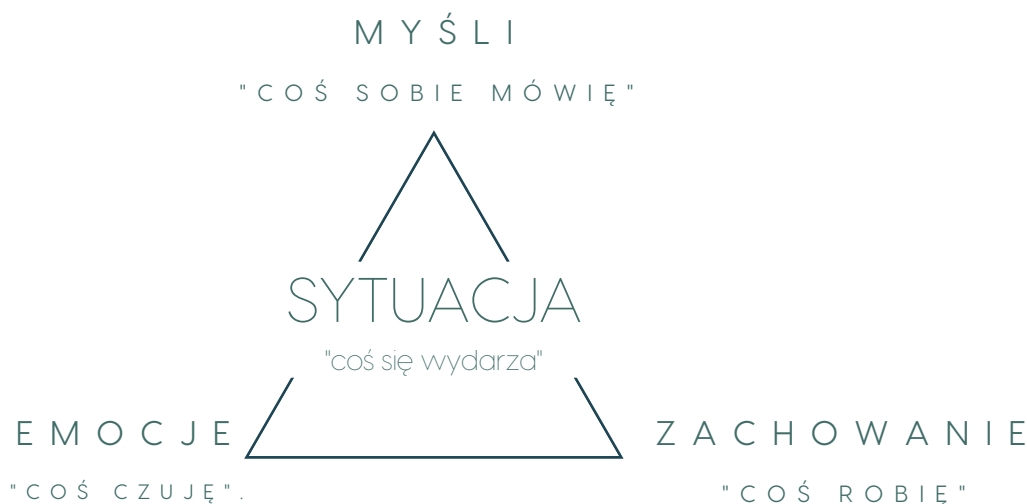 MYŚLI
"COŚ SOBIE MÓWIĘ"
SYTUACJA
"coś się wydarza"
EMOCJE
"COŚ CZUJĘ".
ZACHOWANIE
"COŚ ROBIĘ"